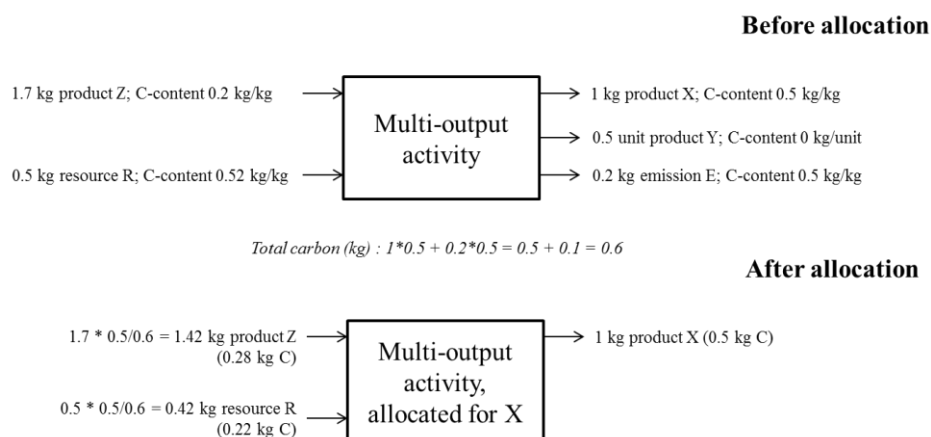 Before allocation
1.7 kg product Z; C-content 0.2 kg/kg
0.5 kg resource R; C-content 0.52 kg/kg
Multi-output
activity
1 kg product X; C-content 0.5 kg/kg
0.5 unit product Y; C-content 0 kg/unit
0.2 kg emission E; C-content 0.5 kg/kg
Total carbon (kg) : 1*0.5 + 0.2*0.5 = 0.5 + 0.1 = 0.6
After allocation
1.7 * 0.5/0.6 = 1.42 kg product Z
(0.28 kg C)
0.5 * 0.5/0.6 = 0.42 kg resource R
(0.22 kg C)
Multi-output
activity,
allocated for X
1 kg product X (0.5 kg C)